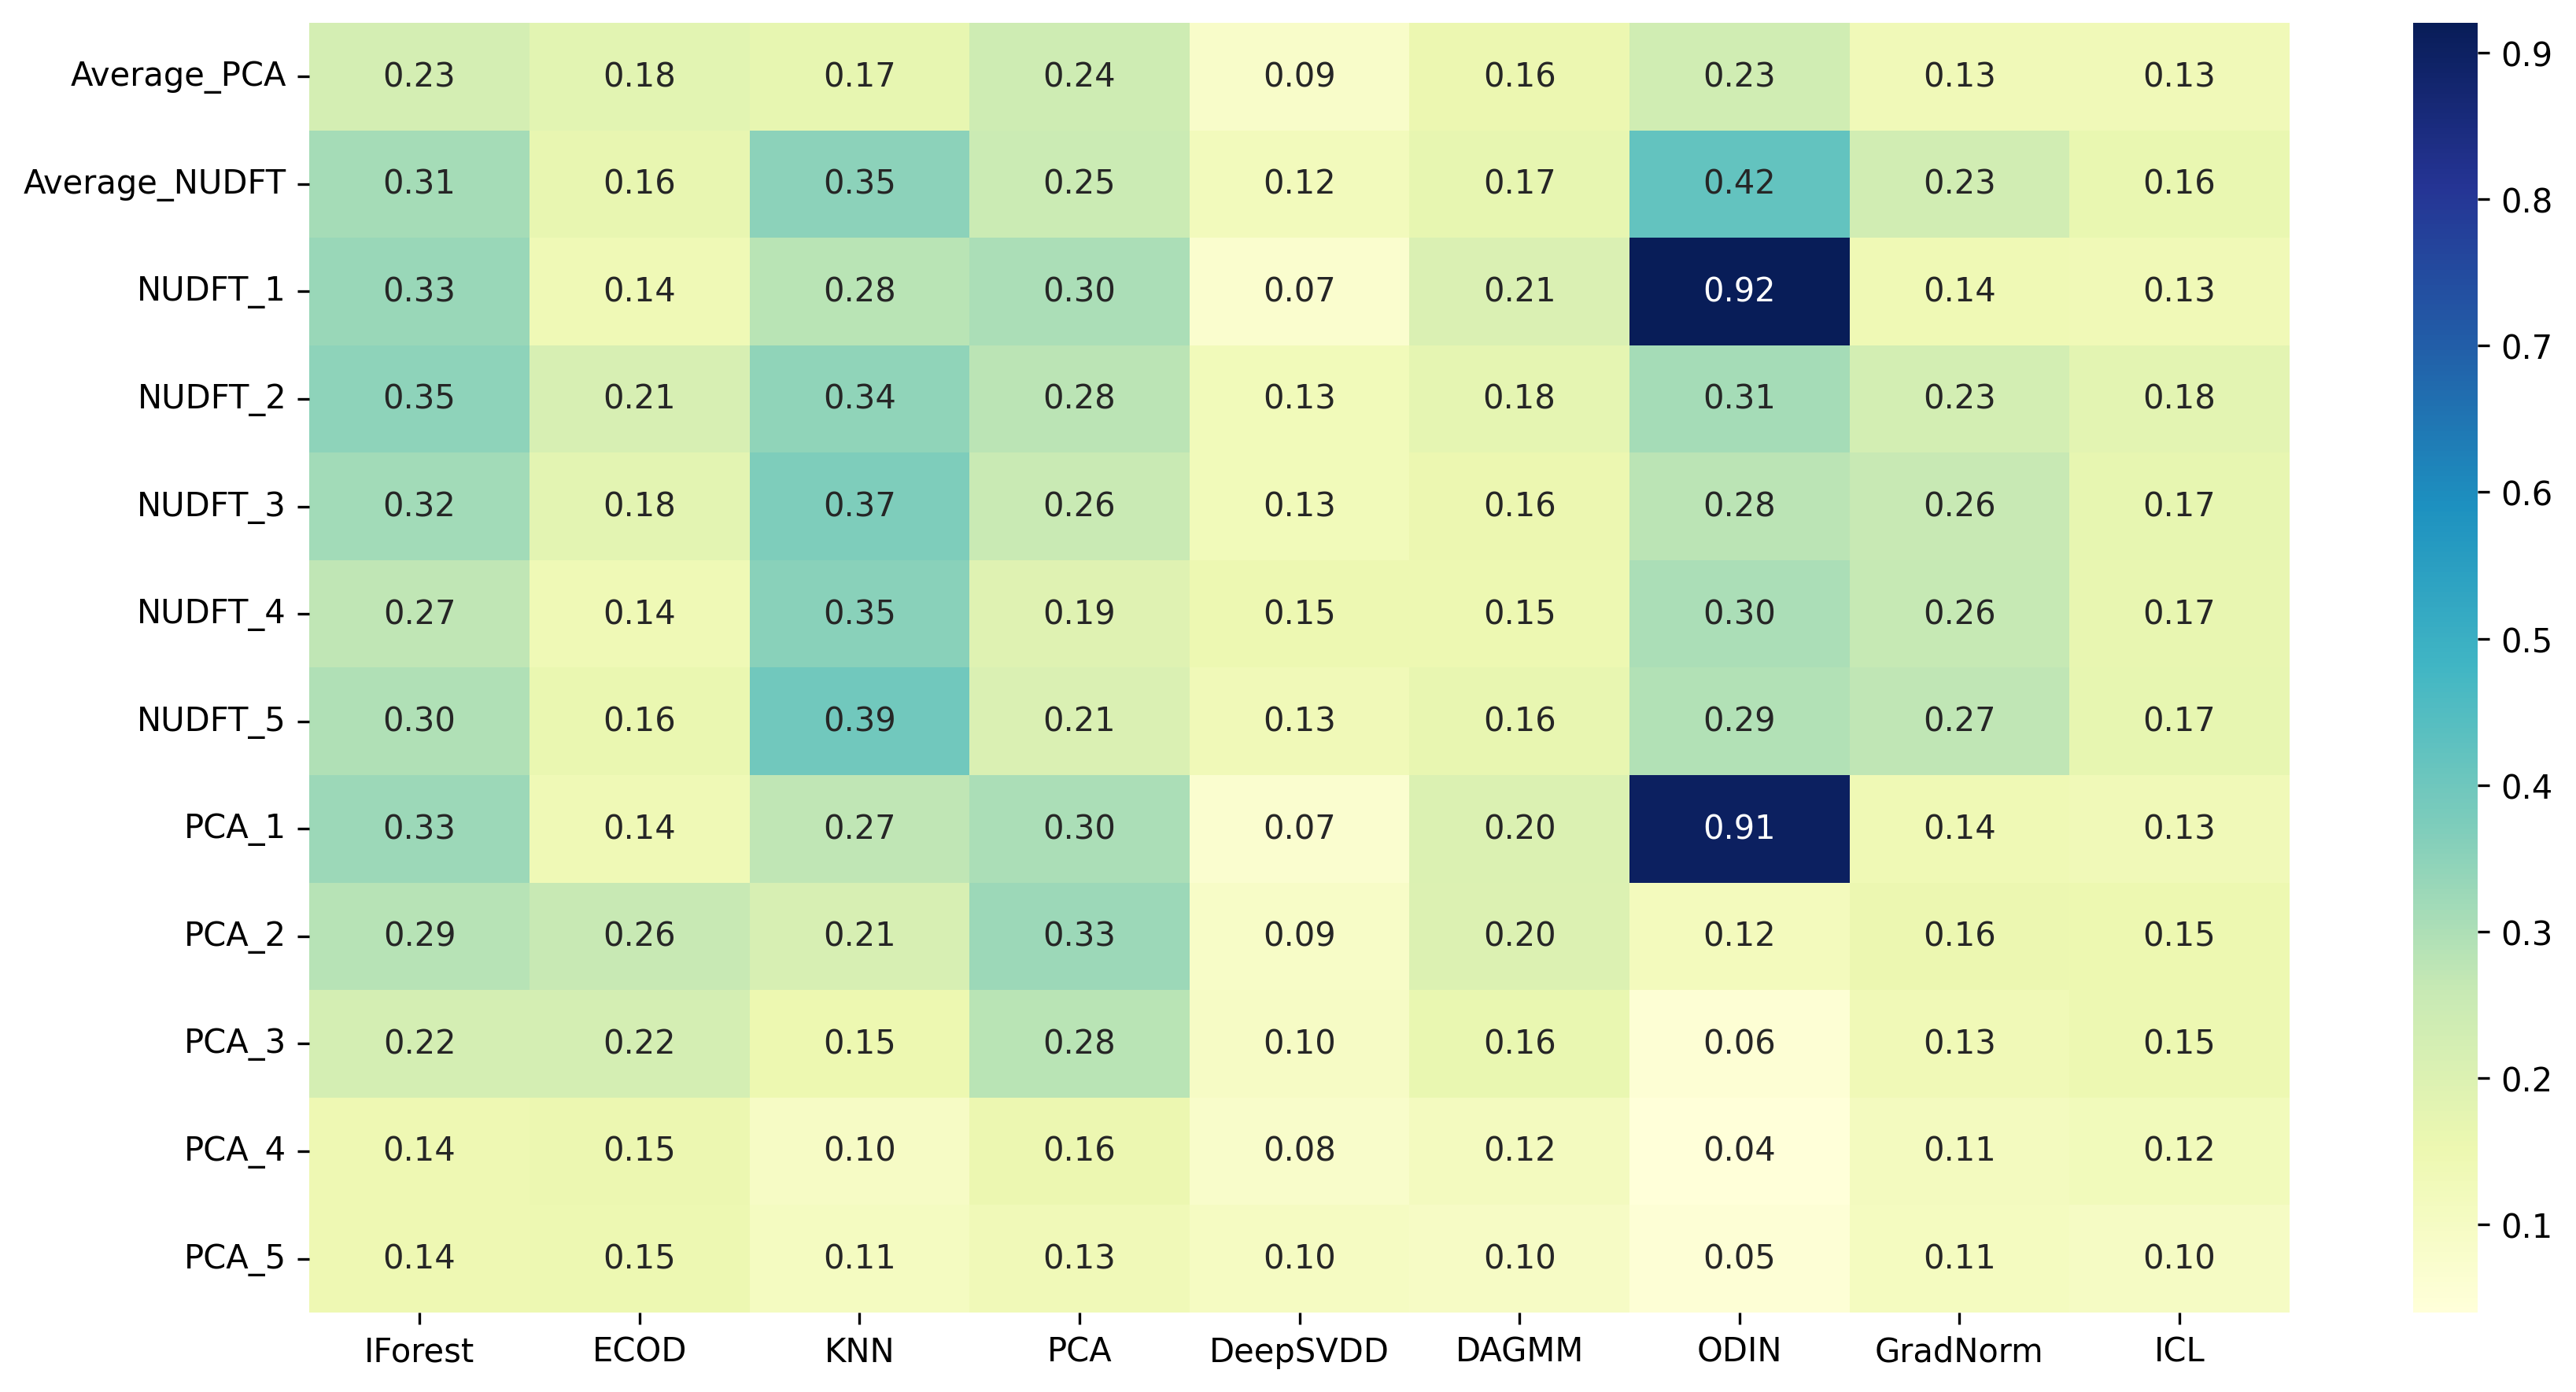 Average_PCA 0.23 0.18 0.17 0.24 0.09 0.16 0.23 0.13 0.13
Average_NUDFT 0.31 0.16 0.35 0.25 0.12 0.17 0.42 0.23 0.16
NUDFT_1 0.33 0.14 0.28 0.30 0.07 0.21 0.92 0.14 0.13
NUDFT_2 0.35 0.21 0.34 0.28 0.13 0.18 0.31 0.23 0.18
NUDFT_3 0.32 0.18 0.37 0.26 0.13 0.16 0.28 0.26 0.17
NUDFT_4 0.27 0.14 0.35 0.19 0.15 0.15 0.30 0.26 0.17
NUDFT_5 0.30 0.16 0.39 0.21 0.13 0.16 0.29 0.27 0.17
PCA_1 0.33 0.14 0.27 0.30 0.07 0.20 0.91 0.14 0.13
PCA_2 0.29 0.26 0.21 0.33 0.09 0.20 0.12 0.16 0.15
PCA_3 0.22 0.22 0.15 0.28 0.10 0.16 0.06 0.13 0.15
PCA_4 0.14 0.15 0.10 0.16 0.08 0.12 0.04 0.11 0.12
PCA_5 0.14 0.15 0.11 0.13 0.10 0.10 0.05 0.11 0.10
IForest ECOD KNN PCA DeepSVDD DAGMM ODIN GradNorm ICL
0.9
0.8
0.7
0.6
0.5
0.4
0.3
0.2
0.1